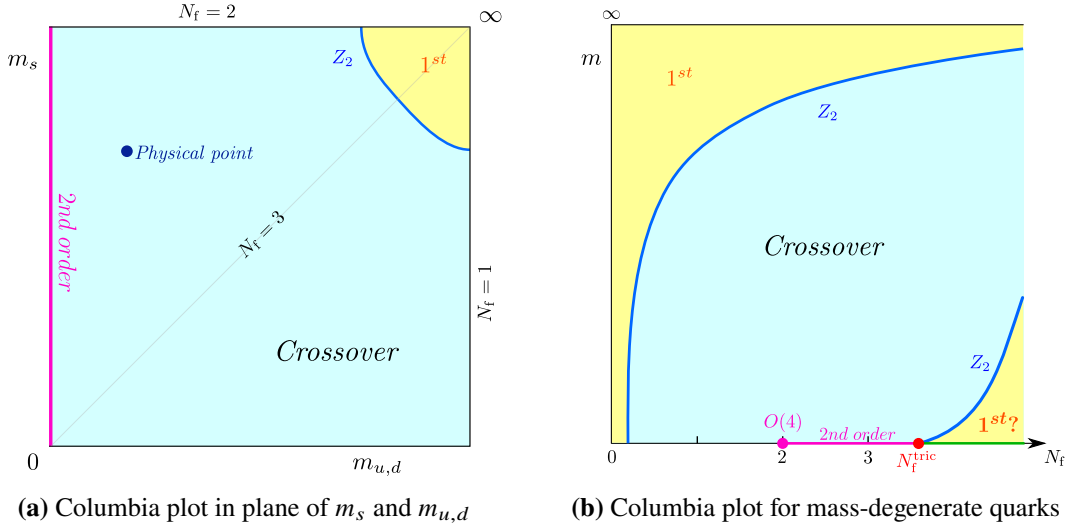 N_f = 2
∞
m_s
Z_2
1^st
Physical point
2nd order
N_f = 3
N_f = 1
Crossover
0
m_{u,d}
(a) Columbia plot in plane of m_s and m_{u,d}
∞
m
1^st
Z_2
Crossover
Z_2
O(4)
2nd order
1^st?
0
2
3
N_f^tric
N_f
(b) Columbia plot for mass-degenerate quarks